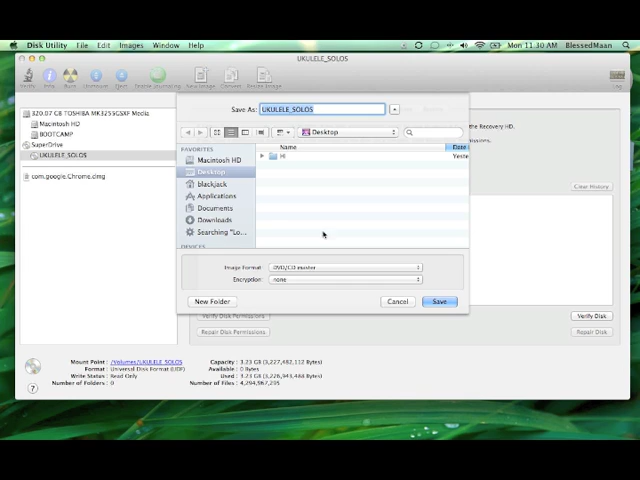 Disk Utility File Edit Images Window Help Mon 11.30 AM BlessedMaan
UKULELE_SOLOS
Verify Info Burn Unmount Eject Enable Journaling New Image Convert Resize Image Log
320.07 GB TOSHIBA MK3255GSXF Media
Macintosh HD
BOOTCAMP
SuperDrive
UKULELE_SOLOS
com.google.Chrome.dmg
Save As: UKULELE_SOLOS
Desktop
FAVORITES
Macintosh HD
Desktop
blackjack
Applications
Documents
Downloads
Searching "Lo...
DEVICES
Name Date
Hi Yeste
the Recovery HD.
Clear History
Image Format: DVD/CD master
Encryption: none
New Folder Cancel Save
Verify Disk Permissions Verify Disk
Repair Disk Permissions Repair Disk
Mount Point: /Volumes/UKULELE_SOLOS Capacity: 3.23 GB (3,227,482,112 Bytes)
Format: Universal Disk Format (UDF) Available: 0 Bytes
Write Status: Read Only Used: 3.23 GB (3,226,943,488 Bytes)
Number of Folders: 0 Number of Files: 4,294,967,295
?